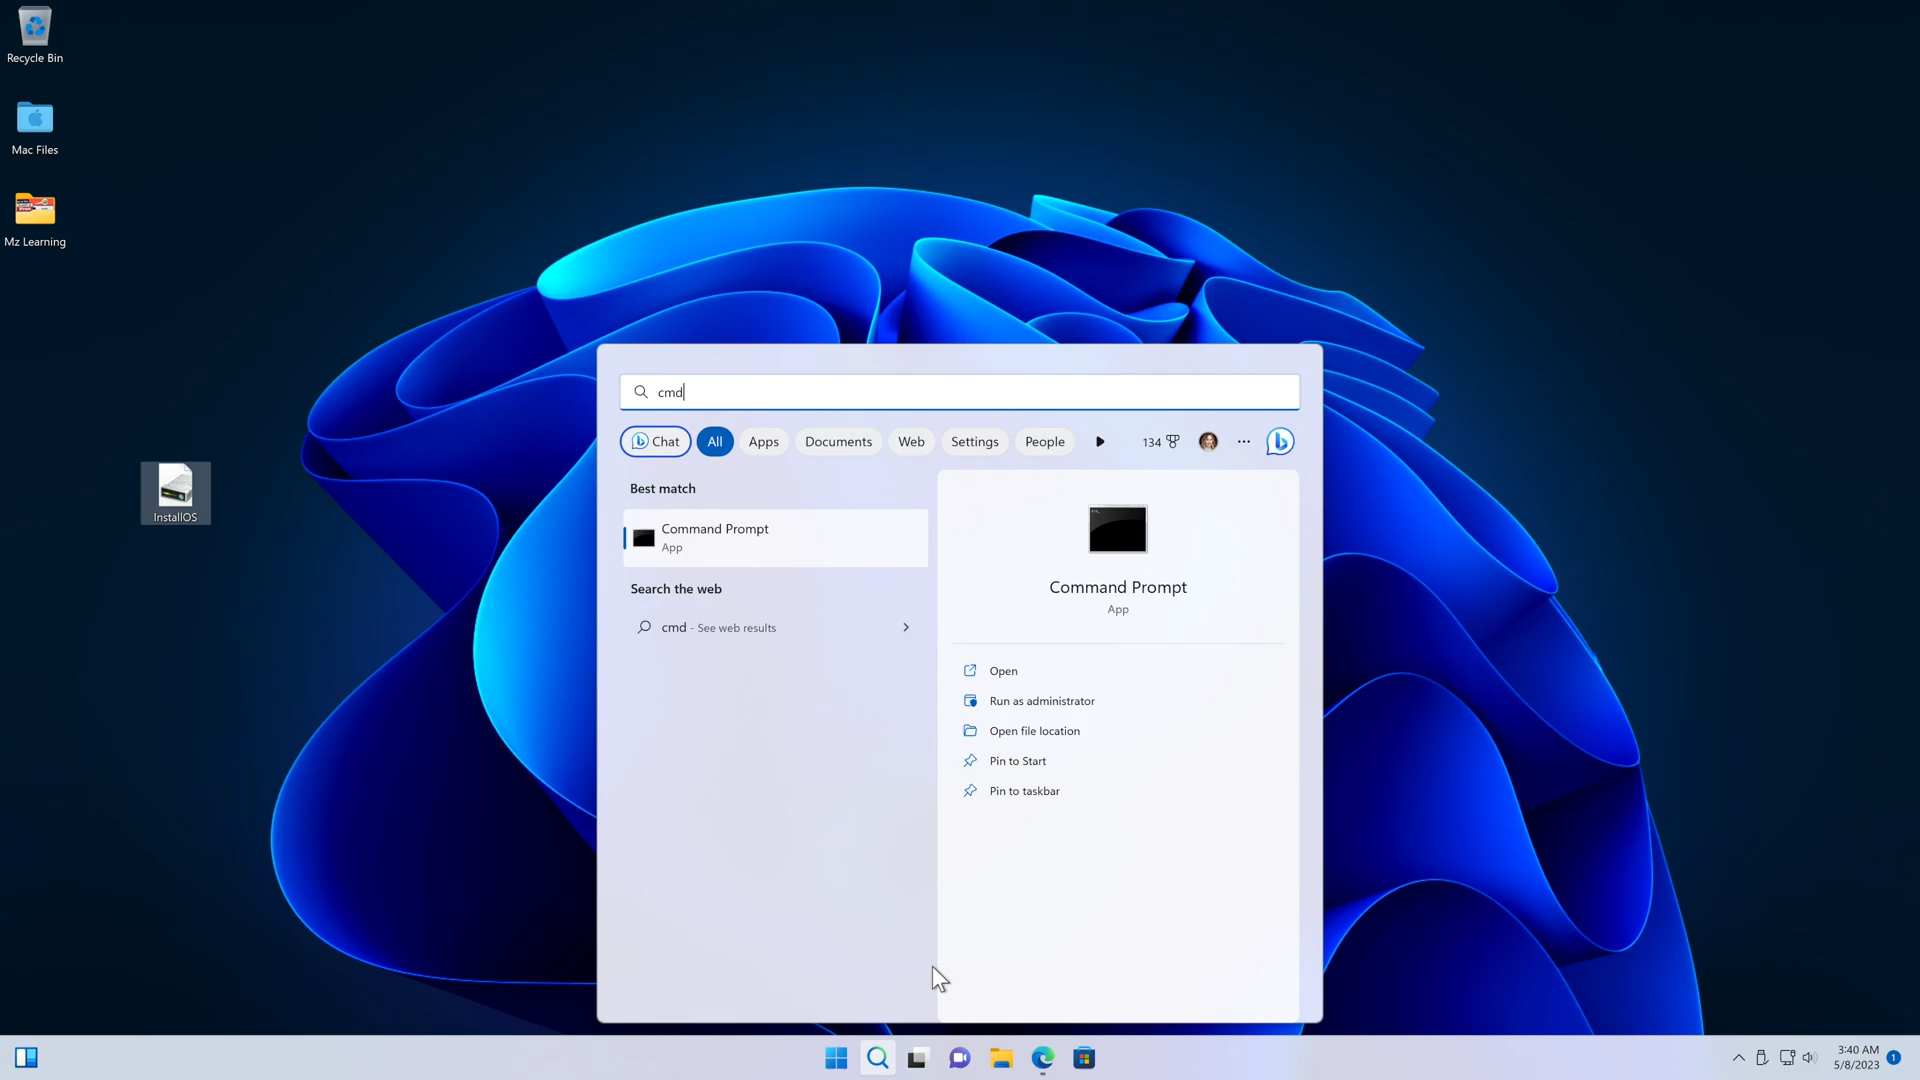 Recycle Bin
Mac Files
Mz Learning
InstallOS
cmd
Chat
All
Apps
Documents
Web
Settings
People
134
Best match
Command Prompt
App
Search the web
cmd - See web results
Command Prompt
App
Open
Run as administrator
Open file location
Pin to Start
Pin to taskbar
3:40 AM
5/8/2023
1